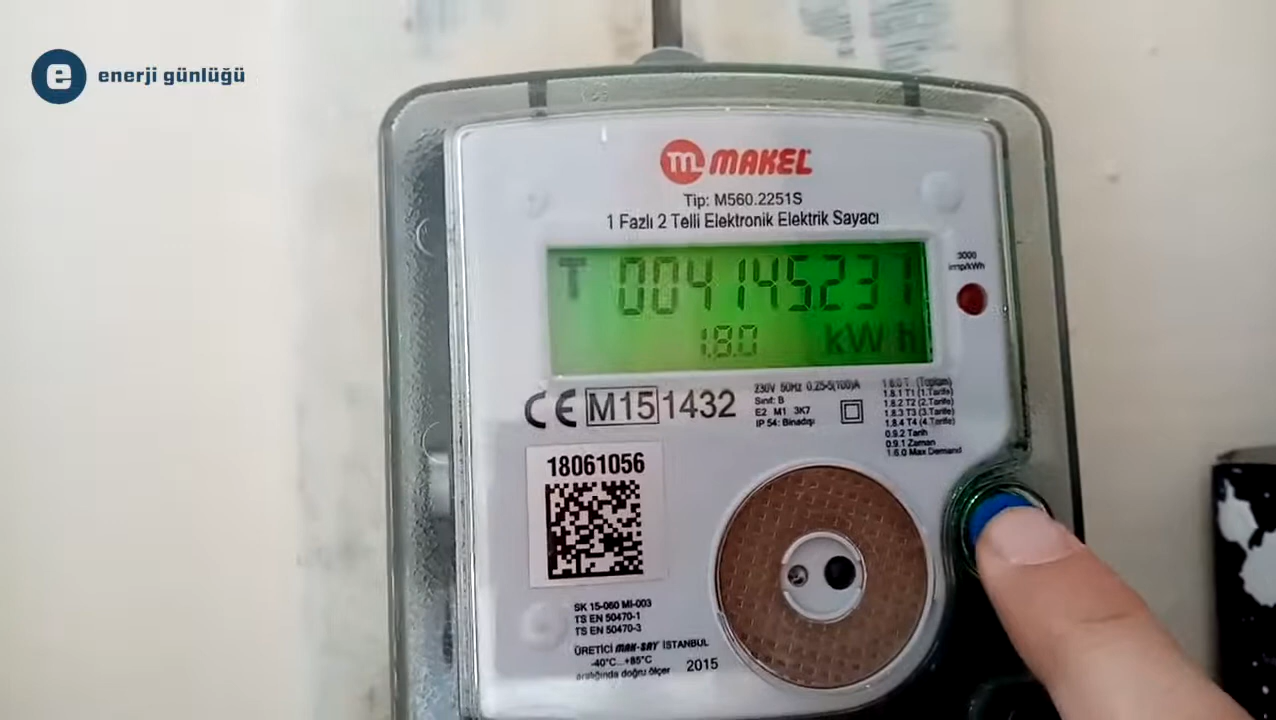 e enerji günlüğü
m MAKEL
Tip: M560.2251S
1 Fazlı 2 Telli Elektronik Elektrik Sayacı
3000
imp/kWh
T 004145.237
1.8.0 kWh
CE M15 1432
230V 50Hz 0,25-5(100)A
Sınıf: B
E2 M1 3K7
IP 54: Binadışı
1.8.0 T (Toplam)
1.8.1 T1 (1.Tarife)
1.8.2 T2 (2.Tarife)
1.8.3 T3 (3.Tarife)
1.8.4 T4 (4.Tarife)
0.9.2 Tarih
0.9.1 Zaman
1.6.0 Max Demand
18061056
SK 15-060 MI-003
TS EN 50470-1
TS EN 50470-3
ÜRETİCİ MAK-SAY İSTANBUL
-40°C...+85°C
aralığında doğru ölçer
2015